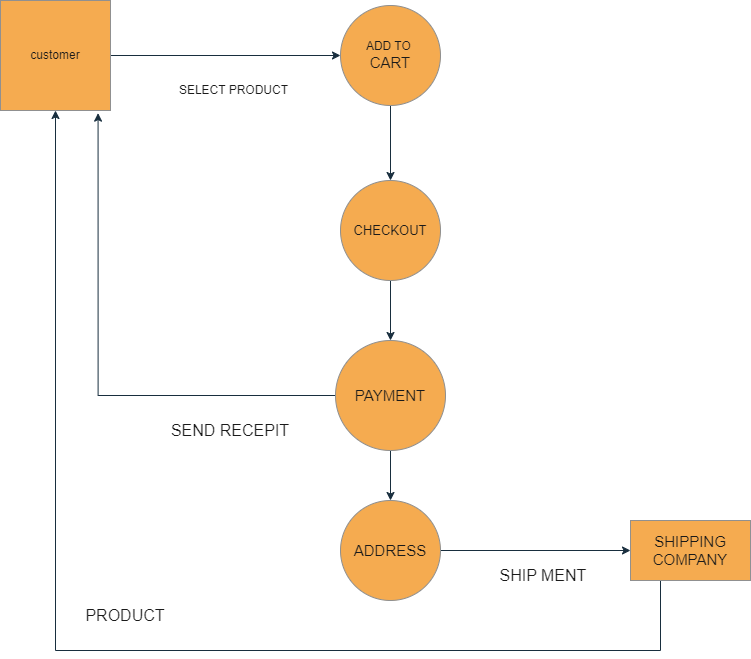 customer
ADD TO
CART
SELECT PRODUCT
CHECKOUT
PAYMENT
SEND RECEPIT
ADDRESS
SHIPPING
COMPANY
SHIP MENT
PRODUCT